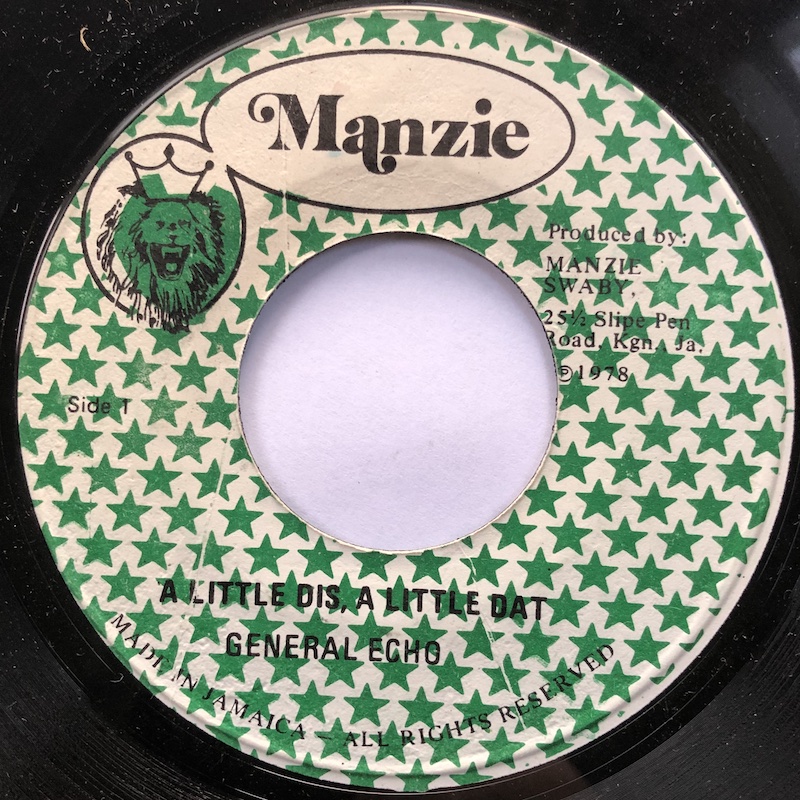 Manzie
Produced by:
MANZIE
SWABY,
25½ Slipe Pen
Road, Kgn., Ja.
℗1978
Side 1
A LITTLE DIS, A LITTLE DAT
GENERAL ECHO
MADE IN JAMAICA — ALL RIGHTS RESERVED